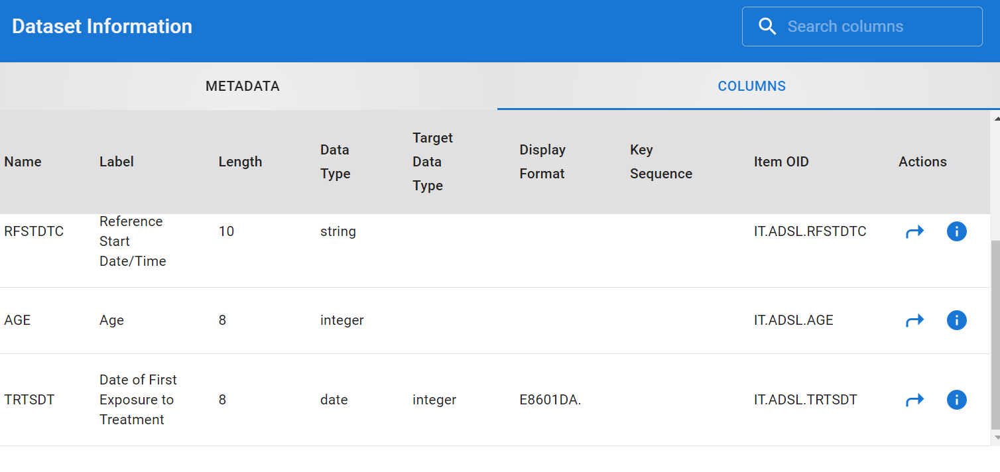 Dataset Information
Search columns
METADATA
COLUMNS
Name
Label
Length
Data
Type
Target
Data
Type
Display
Format
Key
Sequence
Item OID
Actions
RFSTDTC
Reference
Start
Date/Time
10
string
IT.ADSL.RFSTDTC
AGE
Age
8
integer
IT.ADSL.AGE
TRTSDT
Date of First
Exposure to
Treatment
8
date
integer
E8601DA.
IT.ADSL.TRTSDT